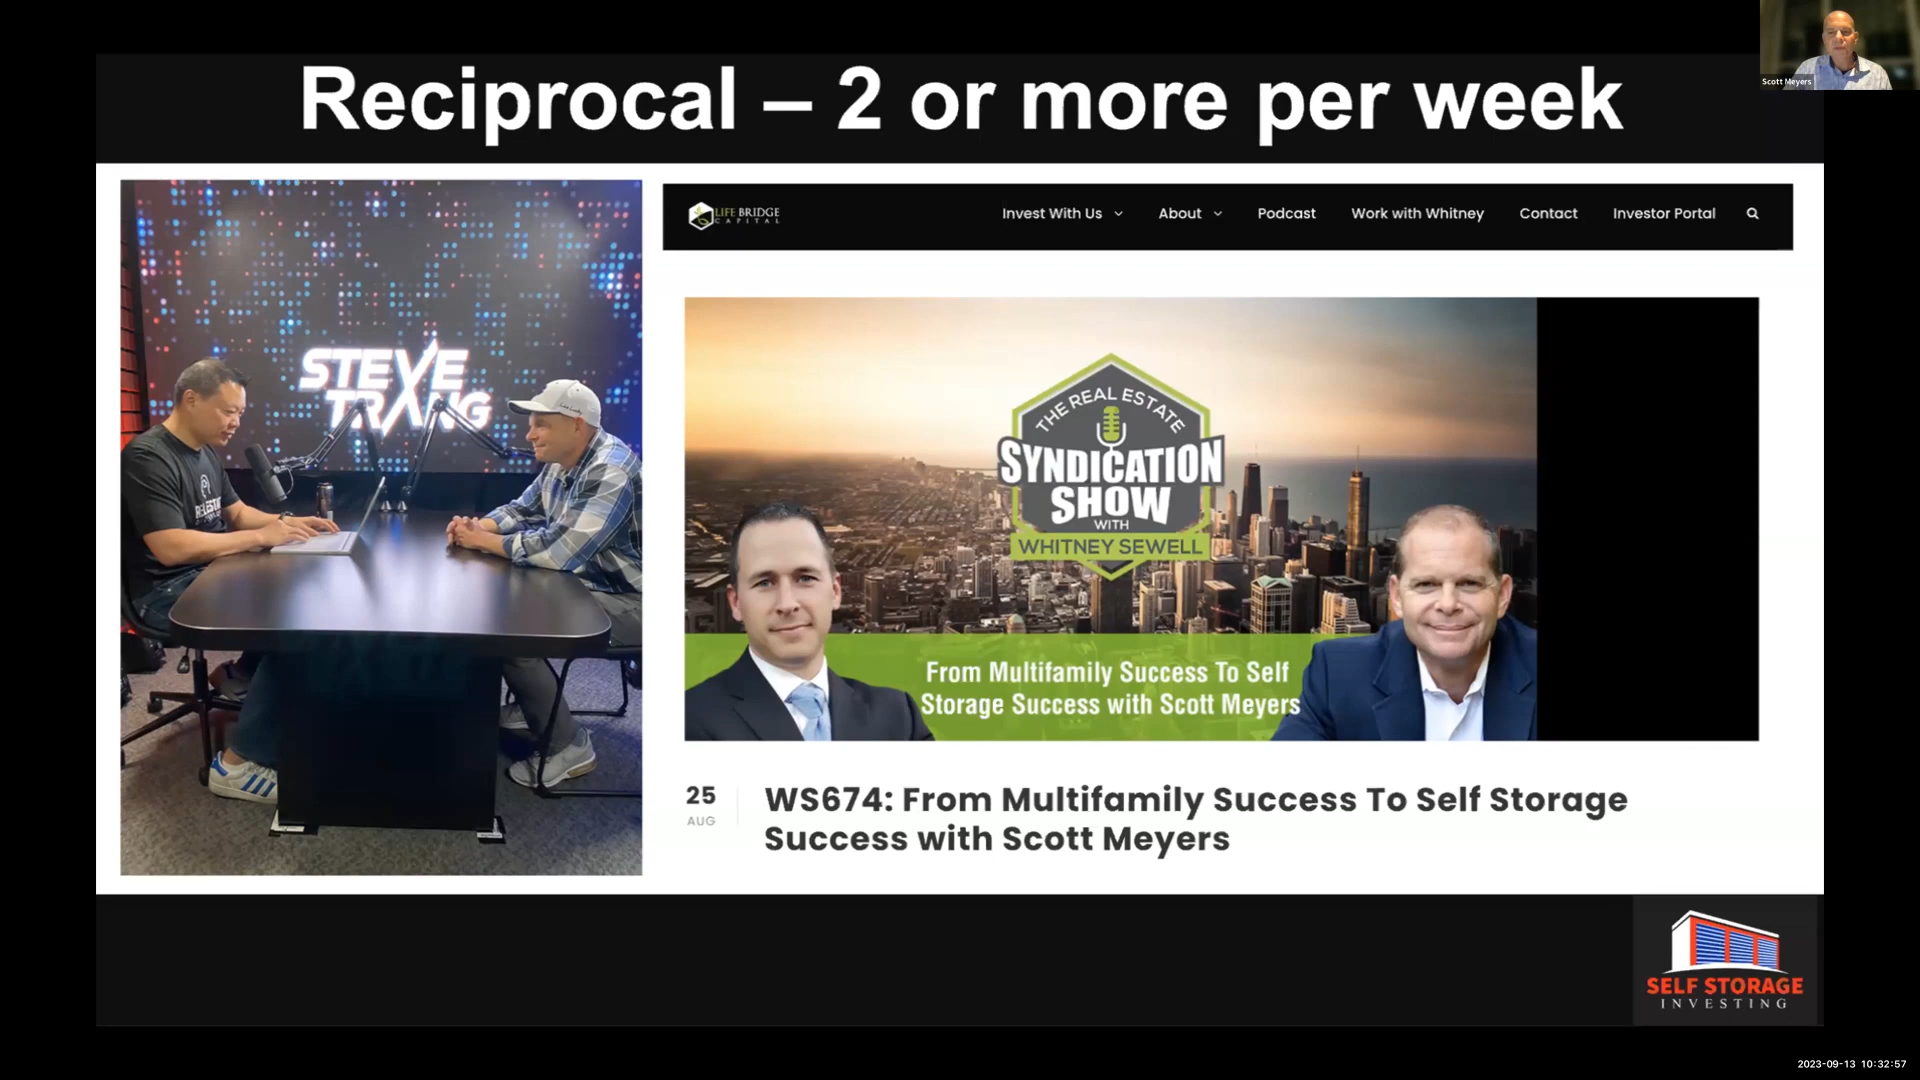 Reciprocal – 2 or more per week
Scott Meyers
STEVE
TRANG
LIFE BRIDGE
CAPITAL
Invest With Us
About
Podcast
Work with Whitney
Contact
Investor Portal
THE REAL ESTATE
SYNDICATION
SHOW
WITH
WHITNEY SEWELL
From Multifamily Success To Self
Storage Success with Scott Meyers
25
AUG
WS674: From Multifamily Success To Self Storage
Success with Scott Meyers
SELF STORAGE
INVESTING
2023-09-13 10:32:57